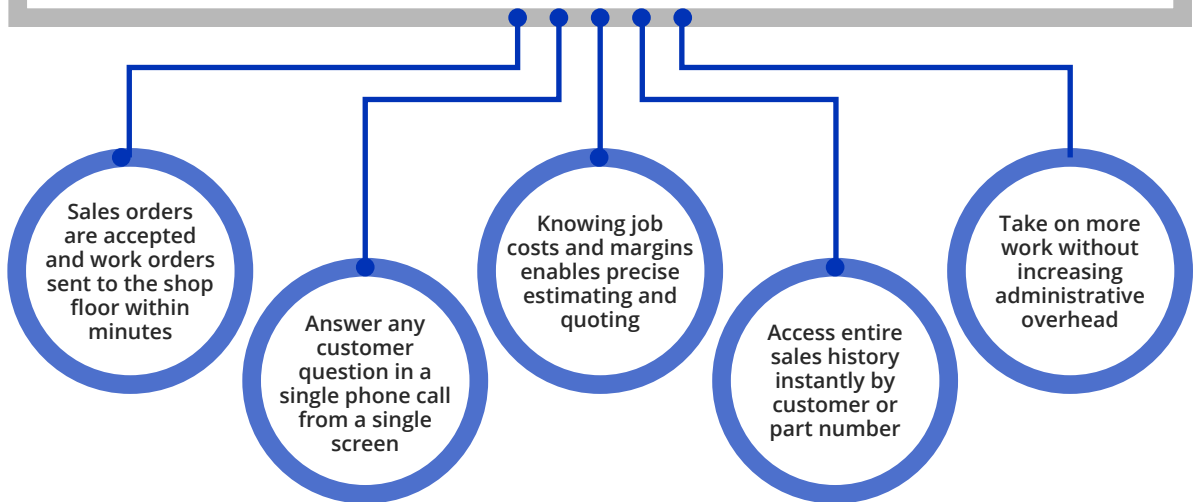 Sales orders
are accepted
and work orders
sent to the shop
floor within
minutes
Answer any
customer
question in a
single phone call
from a single
screen
Knowing job
costs and margins
enables precise
estimating and
quoting
Access entire
sales history
instantly by
customer or
part number
Take on more
work without
increasing
administrative
overhead